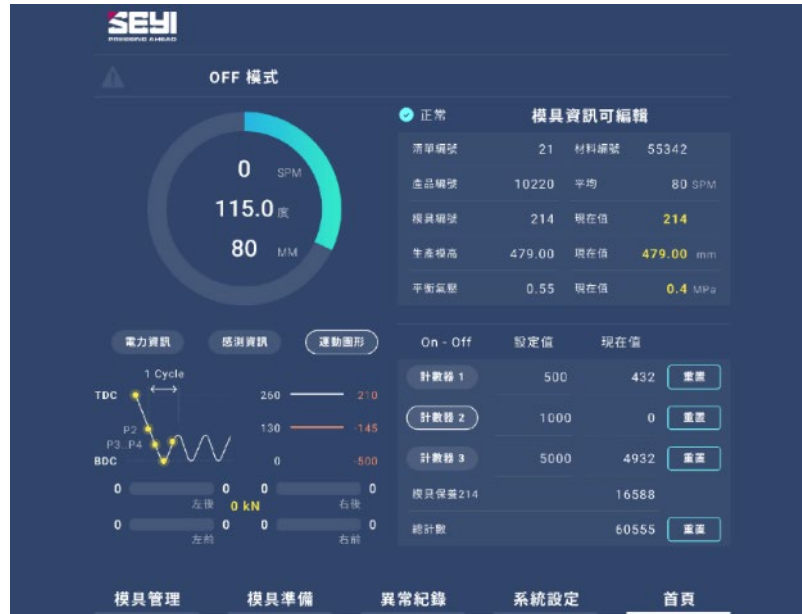 SEYI
PRESSING AHEAD
OFF 模式
0 SPM
115.0 度
80 MM
正常 模具資訊可編輯
清單編號 21 材料編號 55342
產品編號 10220 平均 80 SPM
模具編號 214 現在值 214
生產模高 479.00 現在值 479.00 mm
平衡氣壓 0.55 現在值 0.4 MPa
電力資訊 感測資訊 運動圖形
1 Cycle
TDC
P2
P3..P4
BDC
260 210
130 -145
0 -500
0 0 0 0
左後 0 kN 右後
0 0 0 0
左前 右前
On - Off 設定值 現在值
計數器 1 500 432 重置
計數器 2 1000 0 重置
計數器 3 5000 4932 重置
模具保養214 16588
總計數 60555 重置
模具管理 模具準備 異常紀錄 系統設定 首頁